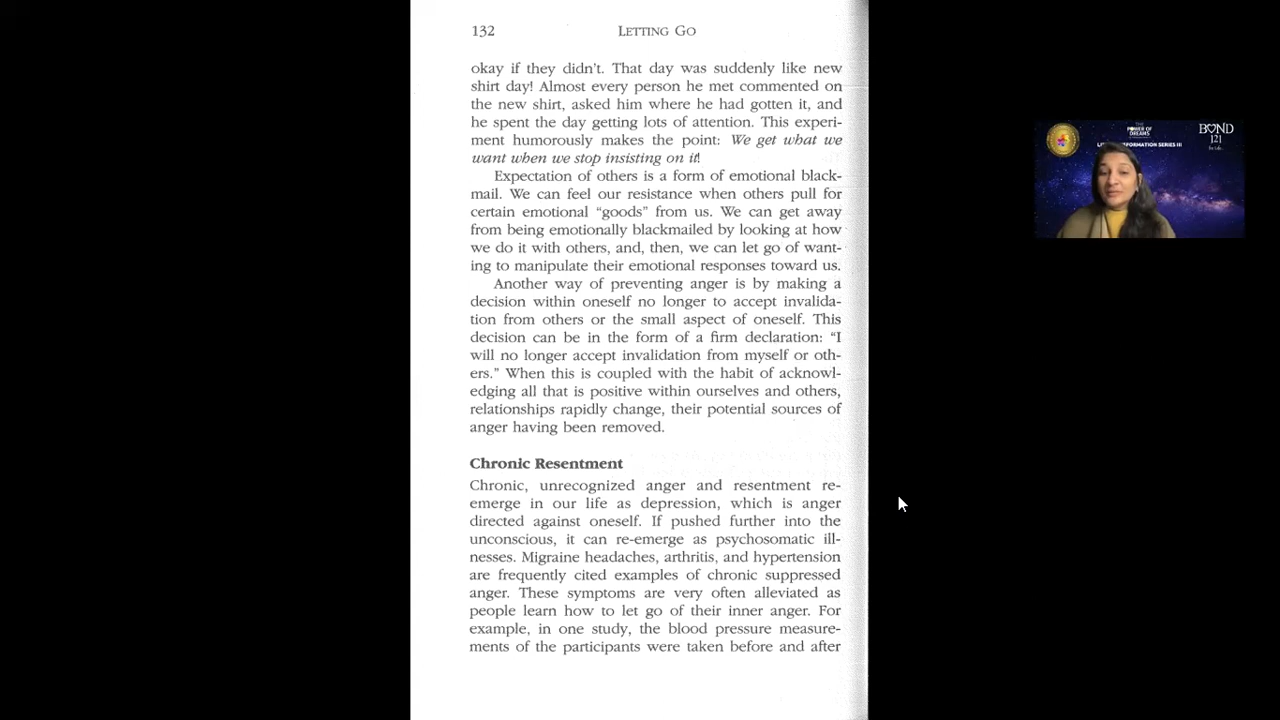 132
LETTING GO
okay if they didn't. That day was suddenly like new
shirt day! Almost every person he met commented on
the new shirt, asked him where he had gotten it, and
he spent the day getting lots of attention. This experi-
ment humorously makes the point: We get what we
want when we stop insisting on it!
Expectation of others is a form of emotional black-
mail. We can feel our resistance when others pull for
certain emotional “goods” from us. We can get away
from being emotionally blackmailed by looking at how
we do it with others, and, then, we can let go of want-
ing to manipulate their emotional responses toward us.
Another way of preventing anger is by making a
decision within oneself no longer to accept invalida-
tion from others or the small aspect of oneself. This
decision can be in the form of a firm declaration: “I
will no longer accept invalidation from myself or oth-
ers.” When this is coupled with the habit of acknowl-
edging all that is positive within ourselves and others,
relationships rapidly change, their potential sources of
anger having been removed.
Chronic Resentment
Chronic, unrecognized anger and resentment re-
emerge in our life as depression, which is anger
directed against oneself. If pushed further into the
unconscious, it can re-emerge as psychosomatic ill-
nesses. Migraine headaches, arthritis, and hypertension
are frequently cited examples of chronic suppressed
anger. These symptoms are very often alleviated as
people learn how to let go of their inner anger. For
example, in one study, the blood pressure measure-
ments of the participants were taken before and after
THE
POWER OF
DREAMS
BOND
121
for Life
SERIES III